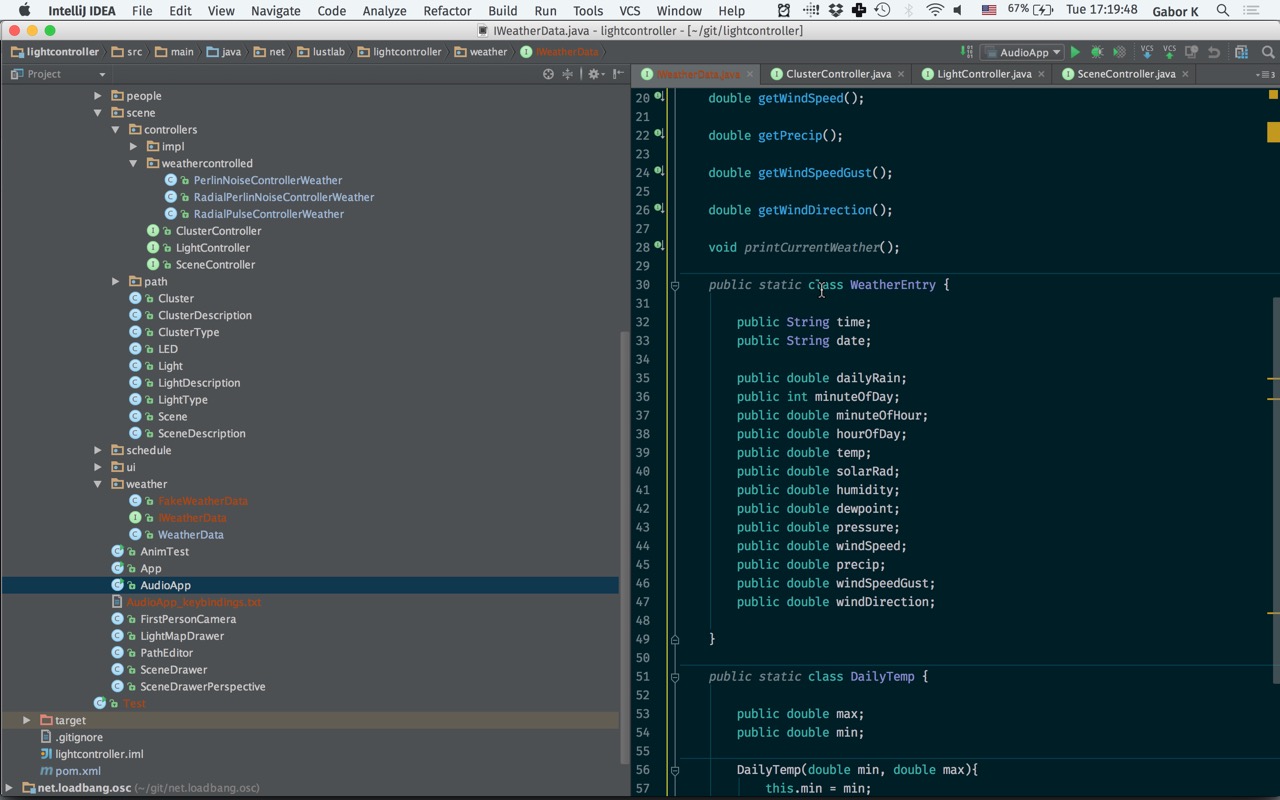 IntelliJ IDEA File Edit View Navigate Code Analyze Refactor Build Run Tools VCS Window Help 67% Tue 17:19:48 Gabor K
IWeatherData.java - lightcontroller - [~/git/lightcontroller]
lightcontroller src main java net lustlab lightcontroller weather IWeatherData AudioApp VCS VCS
Project IWeatherData.java ClusterController.java LightController.java SceneController.java
people
scene
controllers
impl
weathercontrolled
PerlinNoiseControllerWeather
RadialPerlinNoiseControllerWeather
RadialPulseControllerWeather
ClusterController
LightController
SceneController
path
Cluster
ClusterDescription
ClusterType
LED
Light
LightDescription
LightType
Scene
SceneDescription
schedule
ui
weather
FakeWeatherData
IWeatherData
WeatherData
AnimTest
App
AudioApp
AudioApp_keybindings.txt
FirstPersonCamera
LightMapDrawer
PathEditor
SceneDrawer
SceneDrawerPerspective
Test
target
.gitignore
lightcontroller.iml
pom.xml
net.loadbang.osc (~/git/net.loadbang.osc)
20 double getWindSpeed();
21
22 double getPrecip();
23
24 double getWindSpeedGust();
25
26 double getWindDirection();
27
28 void printCurrentWeather();
29
30 public static class WeatherEntry {
31
32 public String time;
33 public String date;
34
35 public double dailyRain;
36 public int minuteOfDay;
37 public double minuteOfHour;
38 public double hourOfDay;
39 public double temp;
40 public double solarRad;
41 public double humidity;
42 public double dewpoint;
43 public double pressure;
44 public double windSpeed;
45 public double precip;
46 public double windSpeedGust;
47 public double windDirection;
48
49 }
50
51 public static class DailyTemp {
52
53 public double max;
54 public double min;
55
56 DailyTemp(double min, double max){
57 this.min = min;